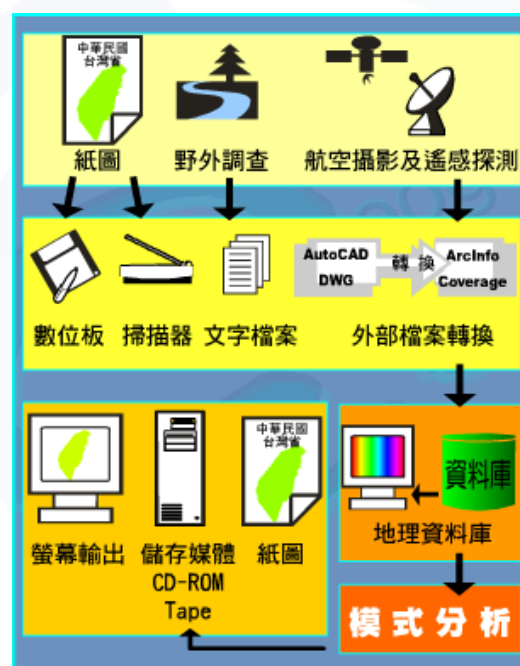 中華民國
台灣省
紙圖
野外調查
航空攝影及遙感探測
數位板
掃描器
文字檔案
AutoCAD
DWG
轉換
ArcInfo
Coverage
外部檔案轉換
中華民國
台灣省
螢幕輸出
儲存媒體
CD-ROM
Tape
紙圖
資料庫
地理資料庫
模式分析